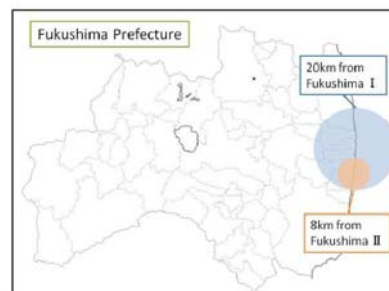 Fukushima Prefecture
20km from
Fukushima Ⅰ
8km from
Fukushima Ⅱ